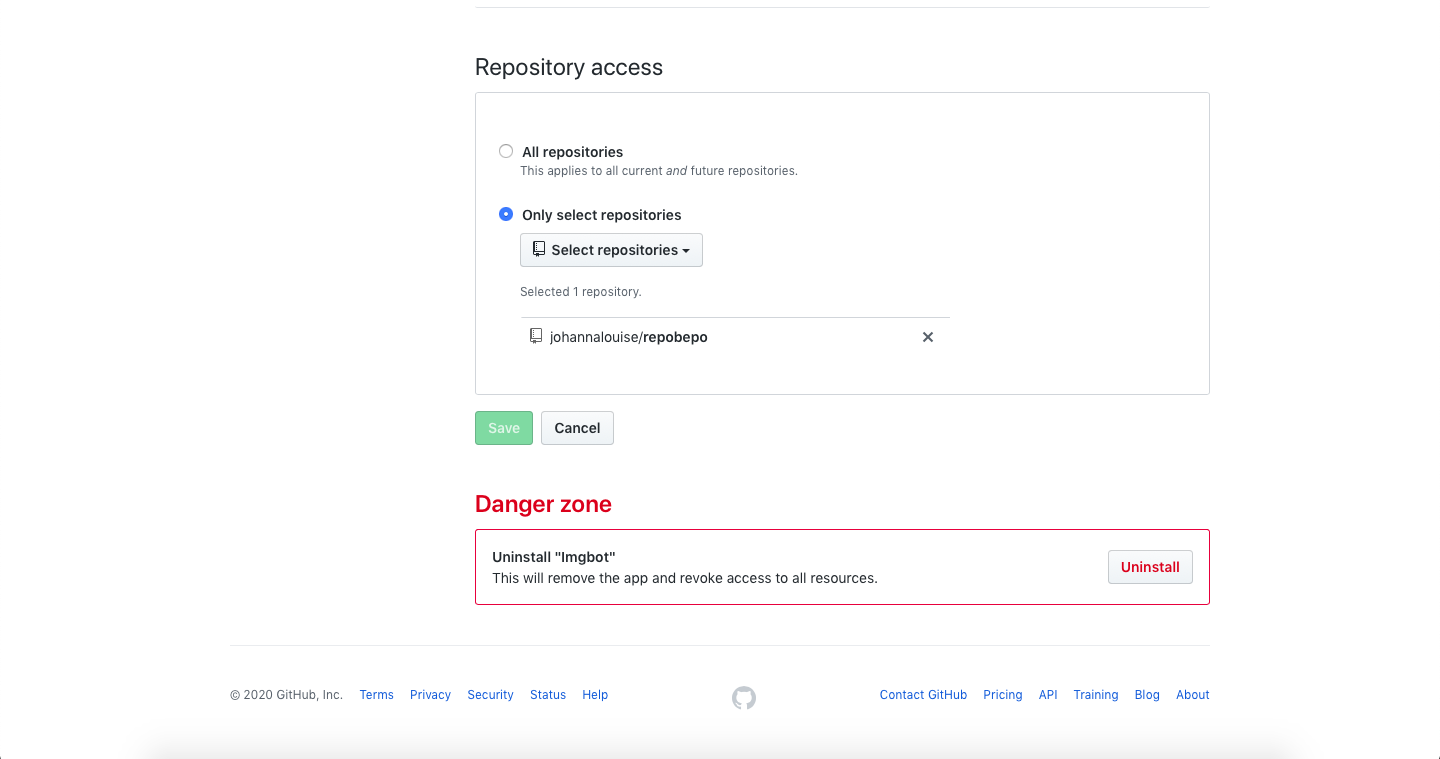 Repository access
All repositories
This applies to all current and future repositories.
Only select repositories
Select repositories
Selected 1 repository.
johannalouise/repobepo
Save Cancel
Danger zone
Uninstall "Imgbot"
This will remove the app and revoke access to all resources.
Uninstall
© 2020 GitHub, Inc. Terms Privacy Security Status Help Contact GitHub Pricing API Training Blog About